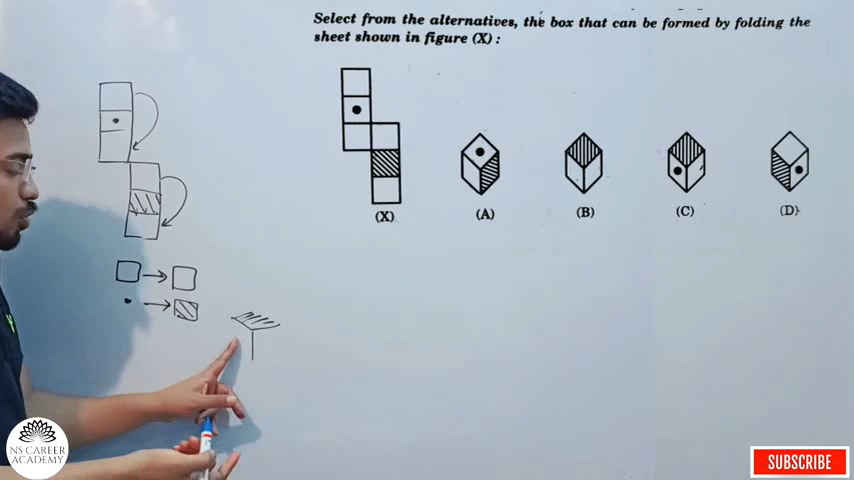 Select from the alternatives, the box that can be formed by folding the
sheet shown in figure (X) :
(X)
(A)
(B)
(C)
(D)
NS CAREER
ACADEMY
SUBSCRIBE